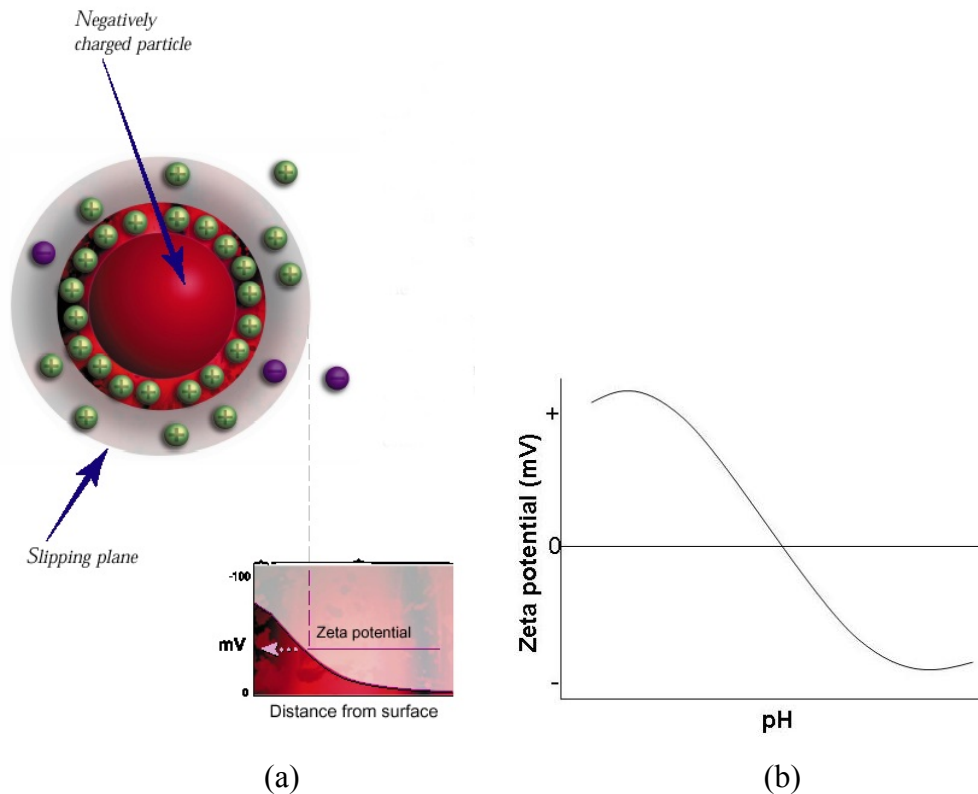 Negatively
charged particle
Slipping plane
-100
Zeta potential
mV
0
Distance from surface
(a)
+
0
-
Zeta potential (mV)
pH
(b)